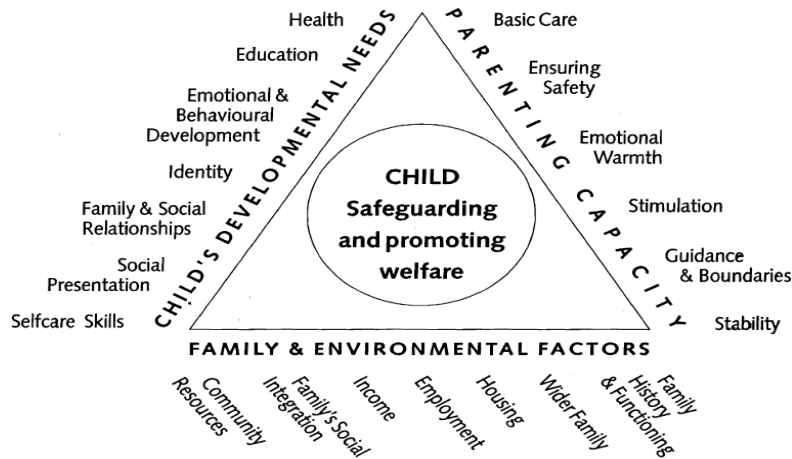 Health
Education
Emotional &
Behavioural
Development
Identity
Family & Social
Relationships
Social
Presentation
Selfcare Skills
CHILD'S DEVELOPMENTAL NEEDS
CHILD
Safeguarding
and promoting
welfare
PARENTING CAPACITY
Basic Care
Ensuring
Safety
Emotional
Warmth
Stimulation
Guidance
& Boundaries
Stability
FAMILY & ENVIRONMENTAL FACTORS
Community
Resources
Family's Social
Integration
Income
Employment
Housing
Wider Family
Family
History
& Functioning